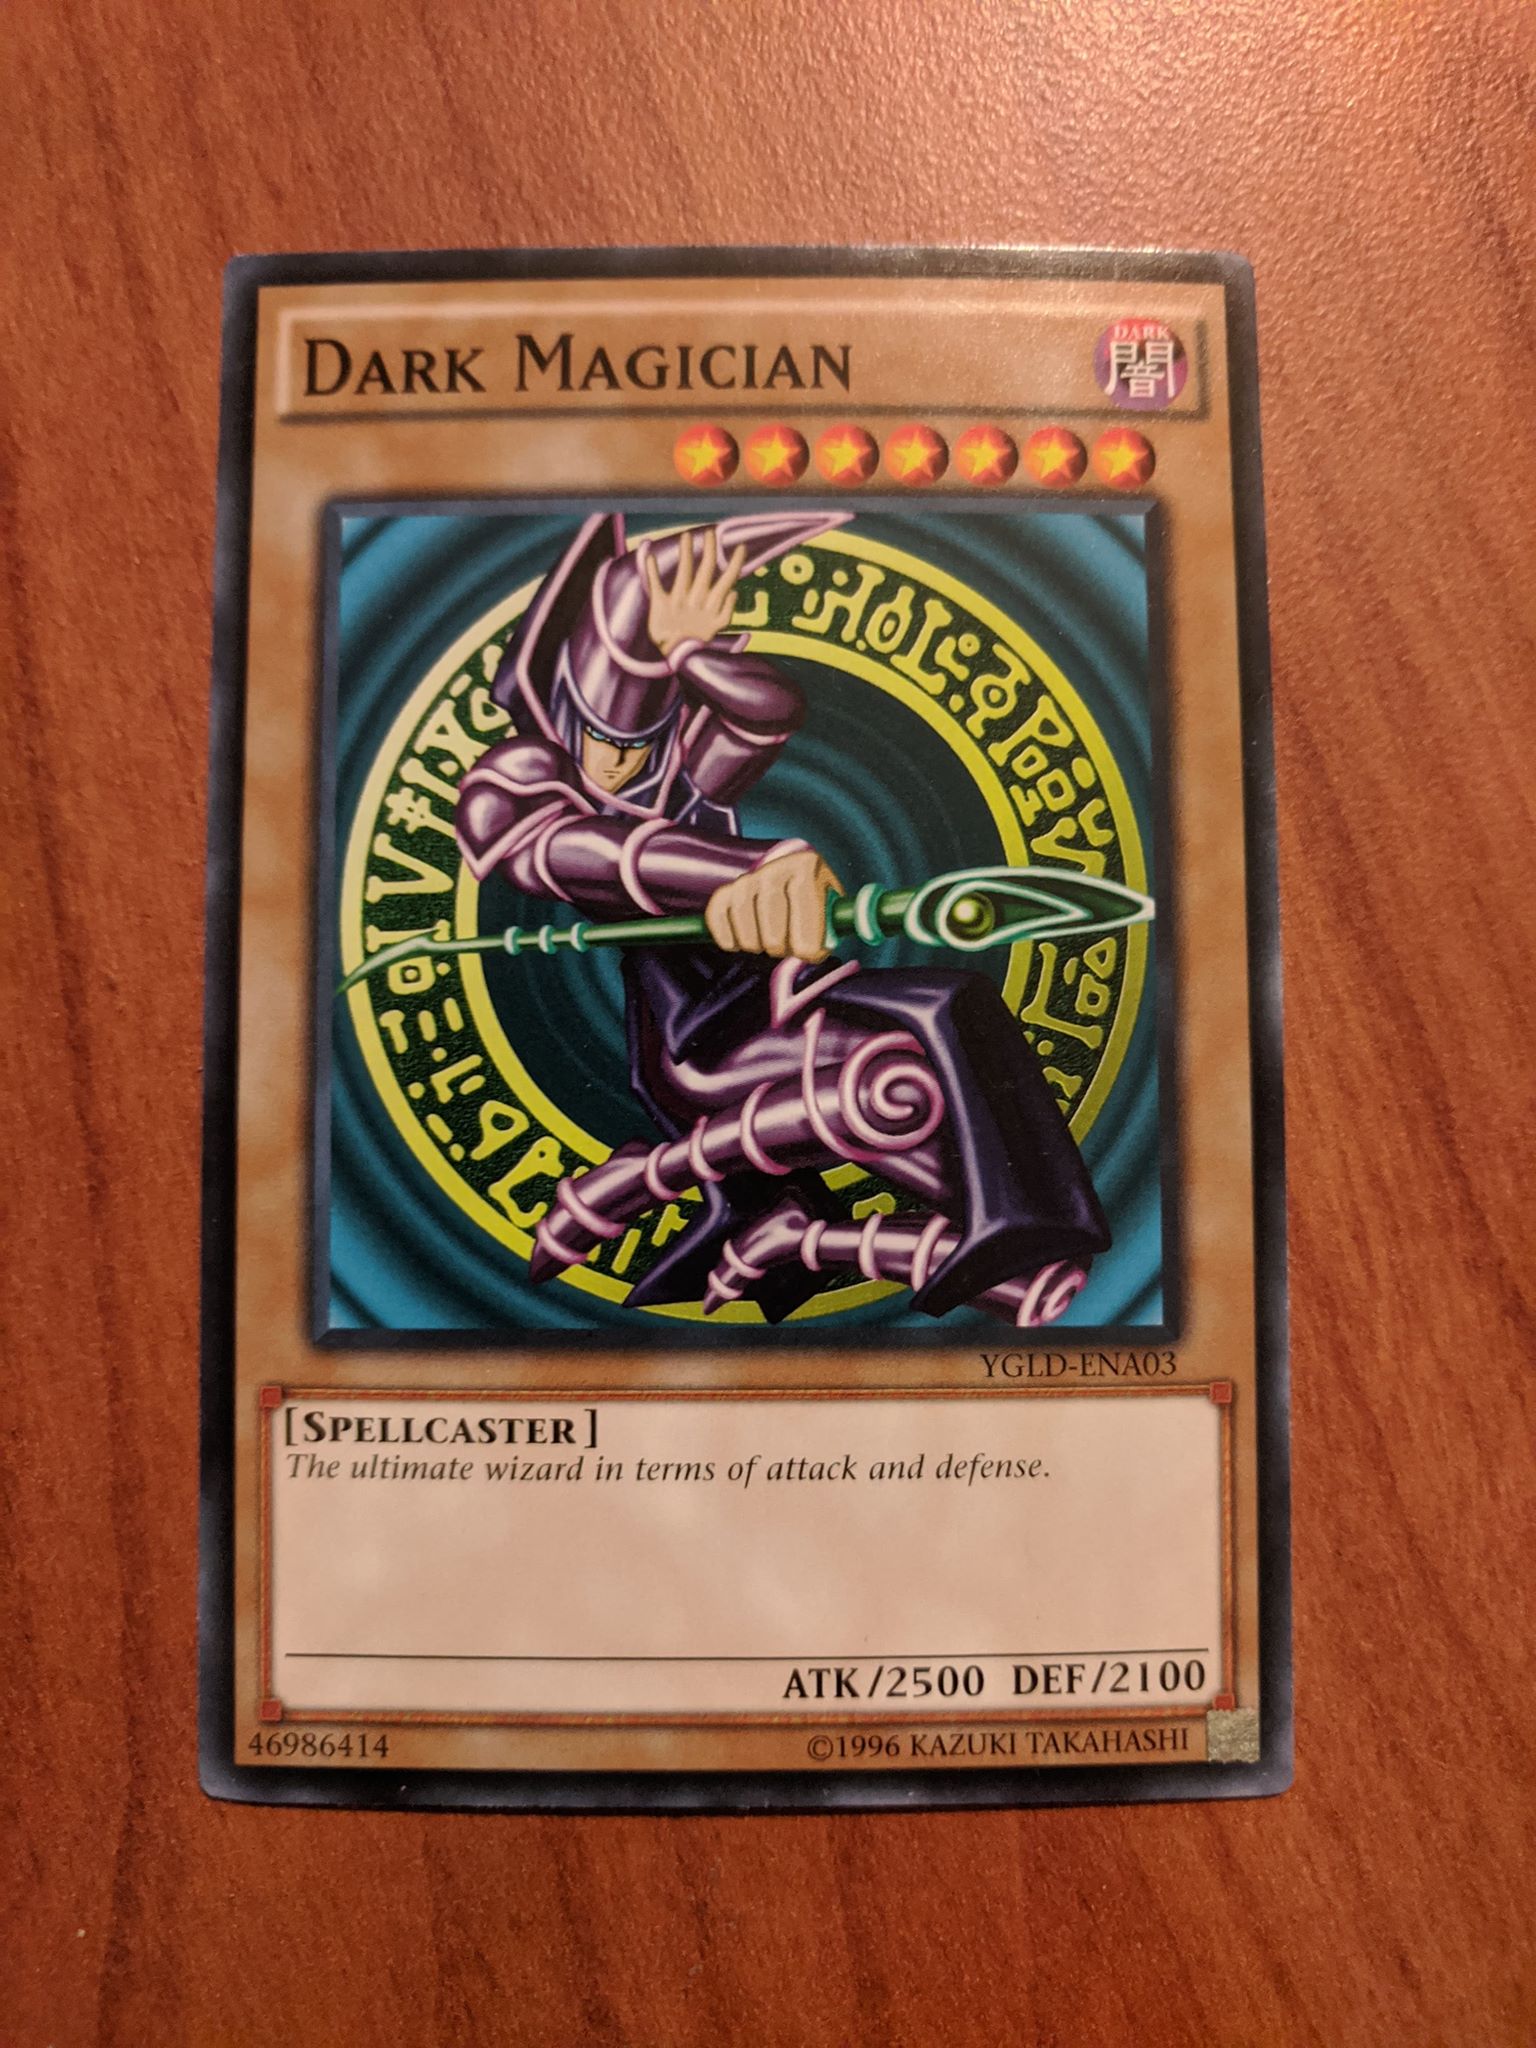 DARK MAGICIAN
DARK
闇
YGLD-ENA03
[SPELLCASTER]
The ultimate wizard in terms of attack and defense.
ATK/2500 DEF/2100
46986414
©1996 KAZUKI TAKAHASHI